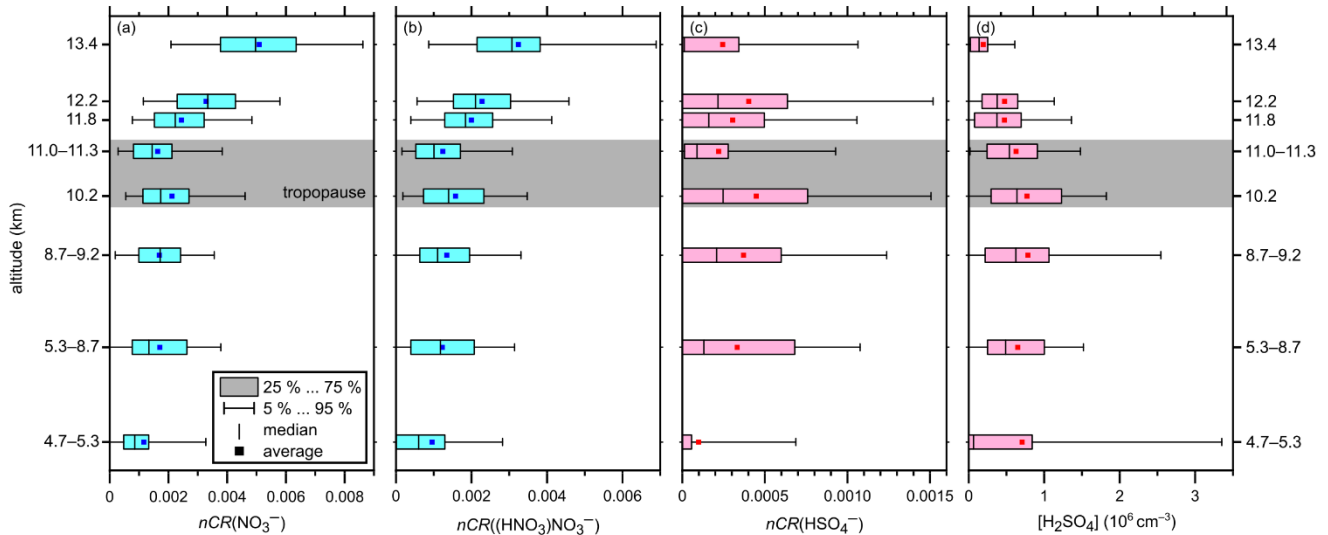 (a) (b) (c) (d)
13.4 13.4
12.2 12.2
11.8 11.8
11.0–11.3 11.0–11.3
tropopause
10.2 10.2
8.7–9.2 8.7–9.2
5.3–8.7 5.3–8.7
4.7–5.3 4.7–5.3
altitude (km)
25 % ... 75 %
5 % ... 95 %
median
average
0 0.002 0.004 0.006 0.008 0 0.002 0.004 0.006 0 0.0005 0.0010 0.0015 0 1 2 3
nCR(NO₃⁻) nCR((HNO₃)NO₃⁻) nCR(HSO₄⁻) [H₂SO₄] (10⁶ cm⁻³)